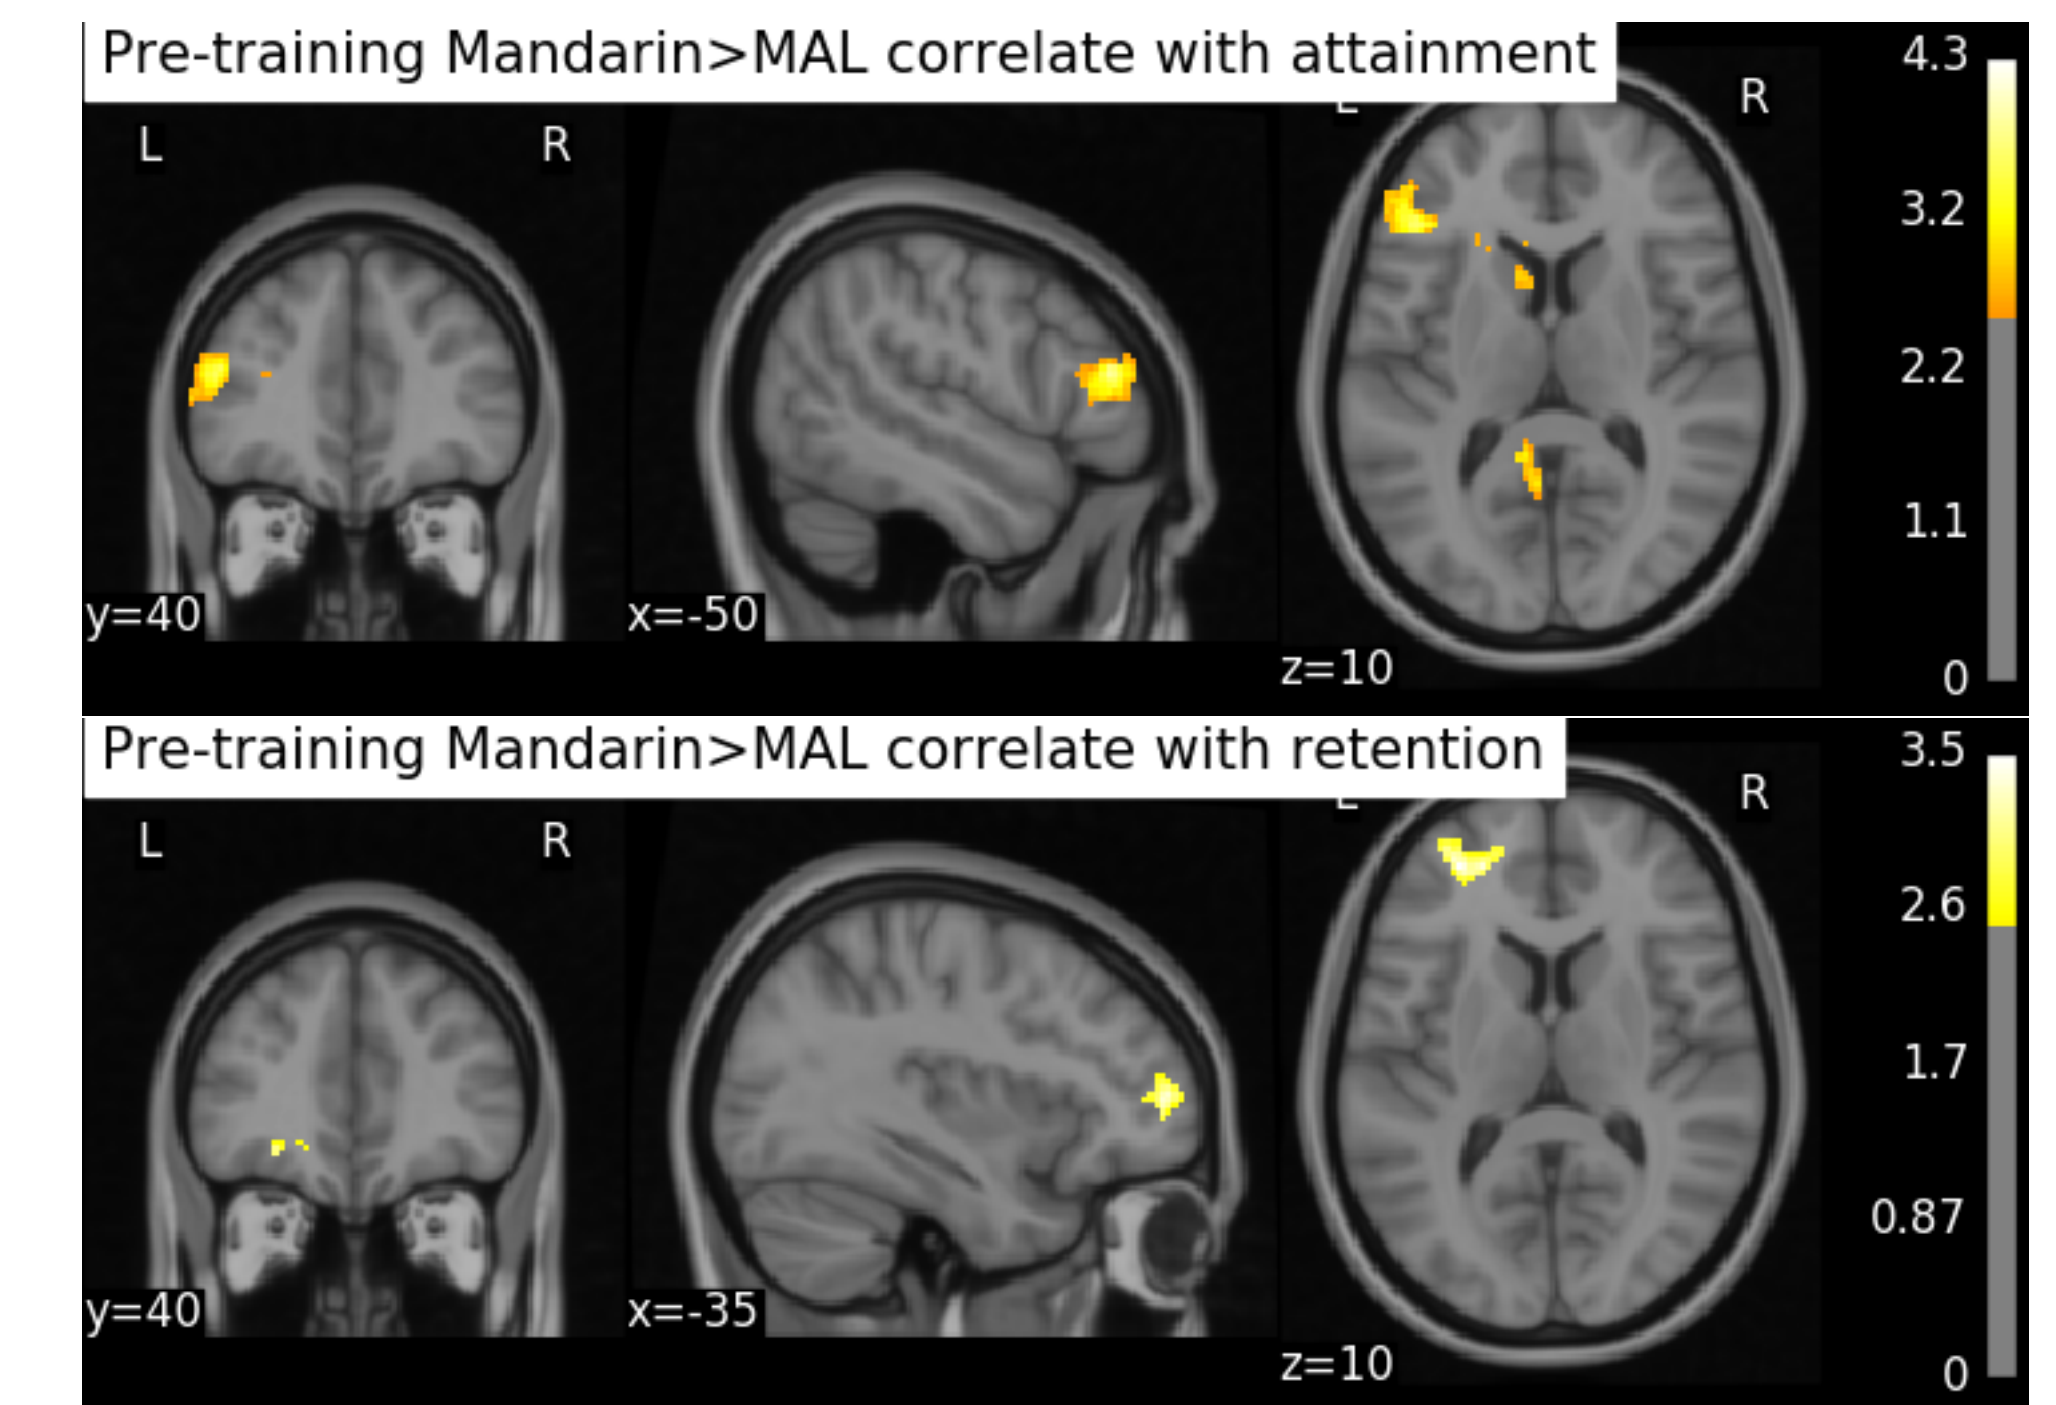 Pre-training Mandarin>MAL correlate with attainment
L
R
y=40
x=-50
L
R
z=10
4.3
3.2
2.2
1.1
0
Pre-training Mandarin>MAL correlate with retention
L
R
y=40
x=-35
L
R
z=10
3.5
2.6
1.7
0.87
0